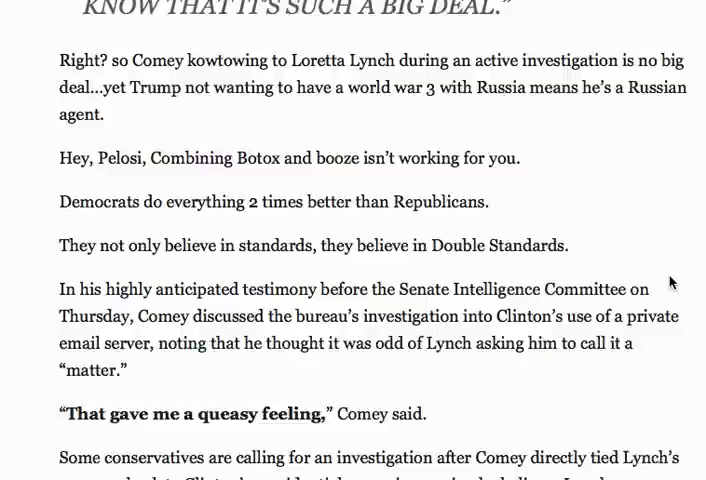 KNOW THAT IT'S SUCH A BIG DEAL.”
Right? so Comey kowtowing to Loretta Lynch during an active investigation is no big
deal...yet Trump not wanting to have a world war 3 with Russia means he's a Russian
agent.
Hey, Pelosi, Combining Botox and booze isn't working for you.
Democrats do everything 2 times better than Republicans.
They not only believe in standards, they believe in Double Standards.
In his highly anticipated testimony before the Senate Intelligence Committee on
Thursday, Comey discussed the bureau's investigation into Clinton's use of a private
email server, noting that he thought it was odd of Lynch asking him to call it a
“matter.”
“That gave me a queasy feeling,” Comey said.
Some conservatives are calling for an investigation after Comey directly tied Lynch's